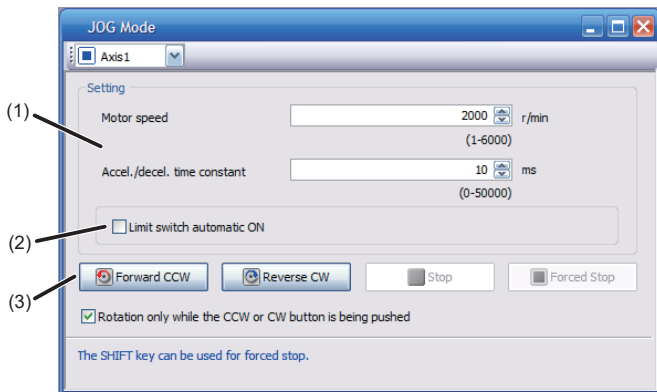 JOG Mode
Axis1
Setting
(1)
Motor speed 2000 r/min
(1-6000)
Accel./decel. time constant 10 ms
(0-50000)
(2)
Limit switch automatic ON
(3)
Forward CCW Reverse CW Stop Forced Stop
Rotation only while the CCW or CW button is being pushed
The SHIFT key can be used for forced stop.